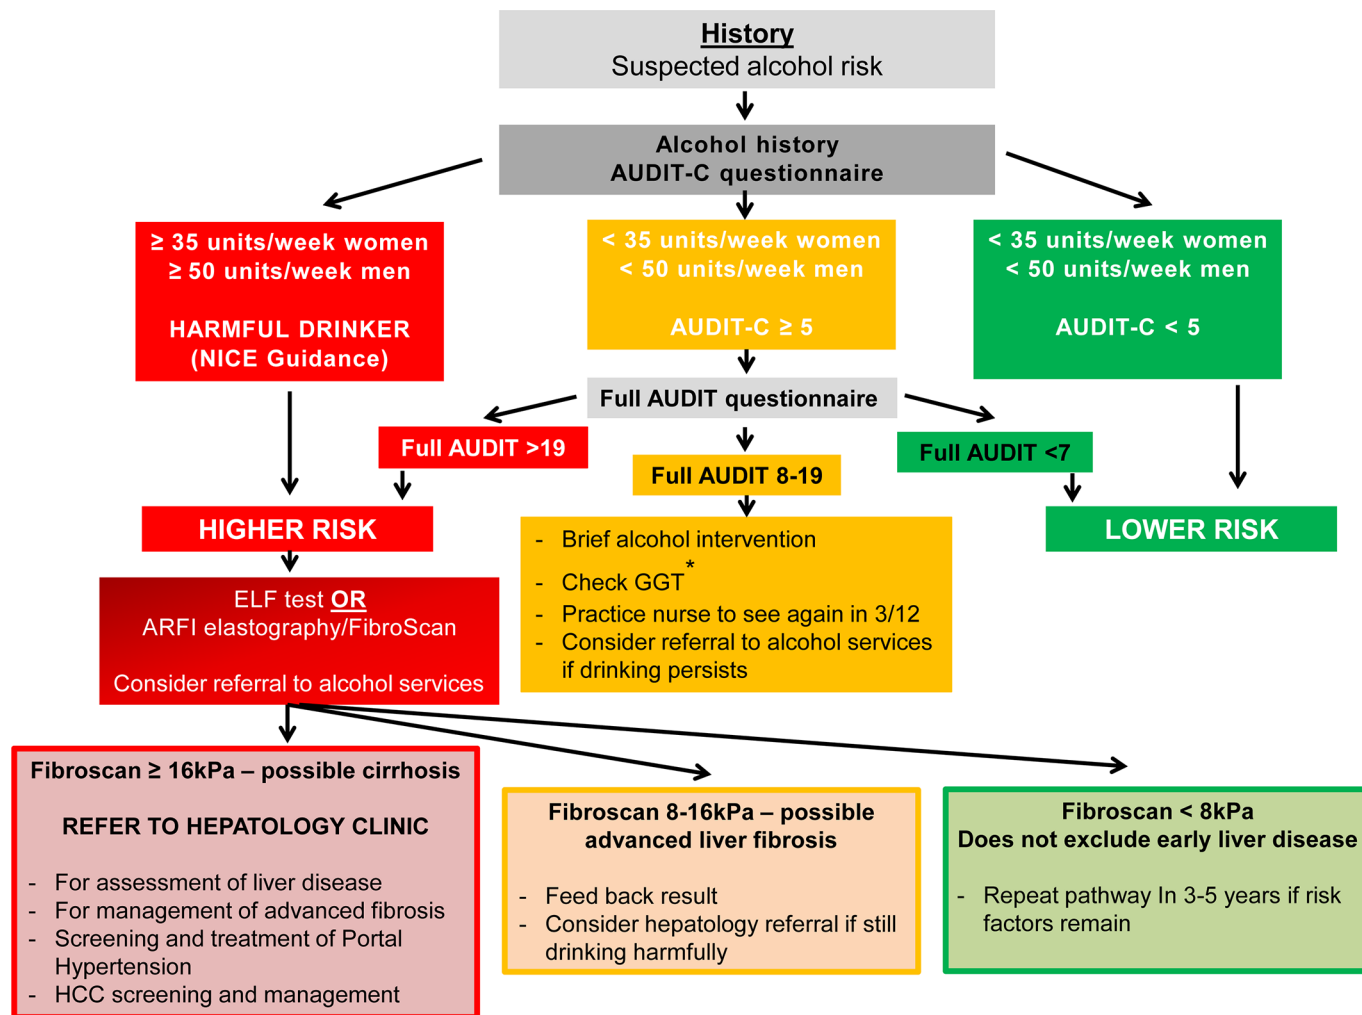 History
Suspected alcohol risk
Alcohol history
AUDIT-C questionnaire
≥ 35 units/week women
≥ 50 units/week men
HARMFUL DRINKER
(NICE Guidance)
< 35 units/week women
< 50 units/week men
AUDIT-C ≥ 5
< 35 units/week women
< 50 units/week men
AUDIT-C < 5
Full AUDIT questionnaire
Full AUDIT >19
Full AUDIT 8-19
Full AUDIT <7
HIGHER RISK
- Brief alcohol intervention
- Check GGT*
- Practice nurse to see again in 3/12
- Consider referral to alcohol services
if drinking persists
LOWER RISK
ELF test OR
ARFI elastography/FibroScan
Consider referral to alcohol services
Fibroscan ≥ 16kPa – possible cirrhosis
REFER TO HEPATOLOGY CLINIC
- For assessment of liver disease
- For management of advanced fibrosis
- Screening and treatment of Portal
Hypertension
- HCC screening and management
Fibroscan 8-16kPa – possible
advanced liver fibrosis
- Feed back result
- Consider hepatology referral if still
drinking harmfully
Fibroscan < 8kPa
Does not exclude early liver disease
- Repeat pathway In 3-5 years if risk
factors remain